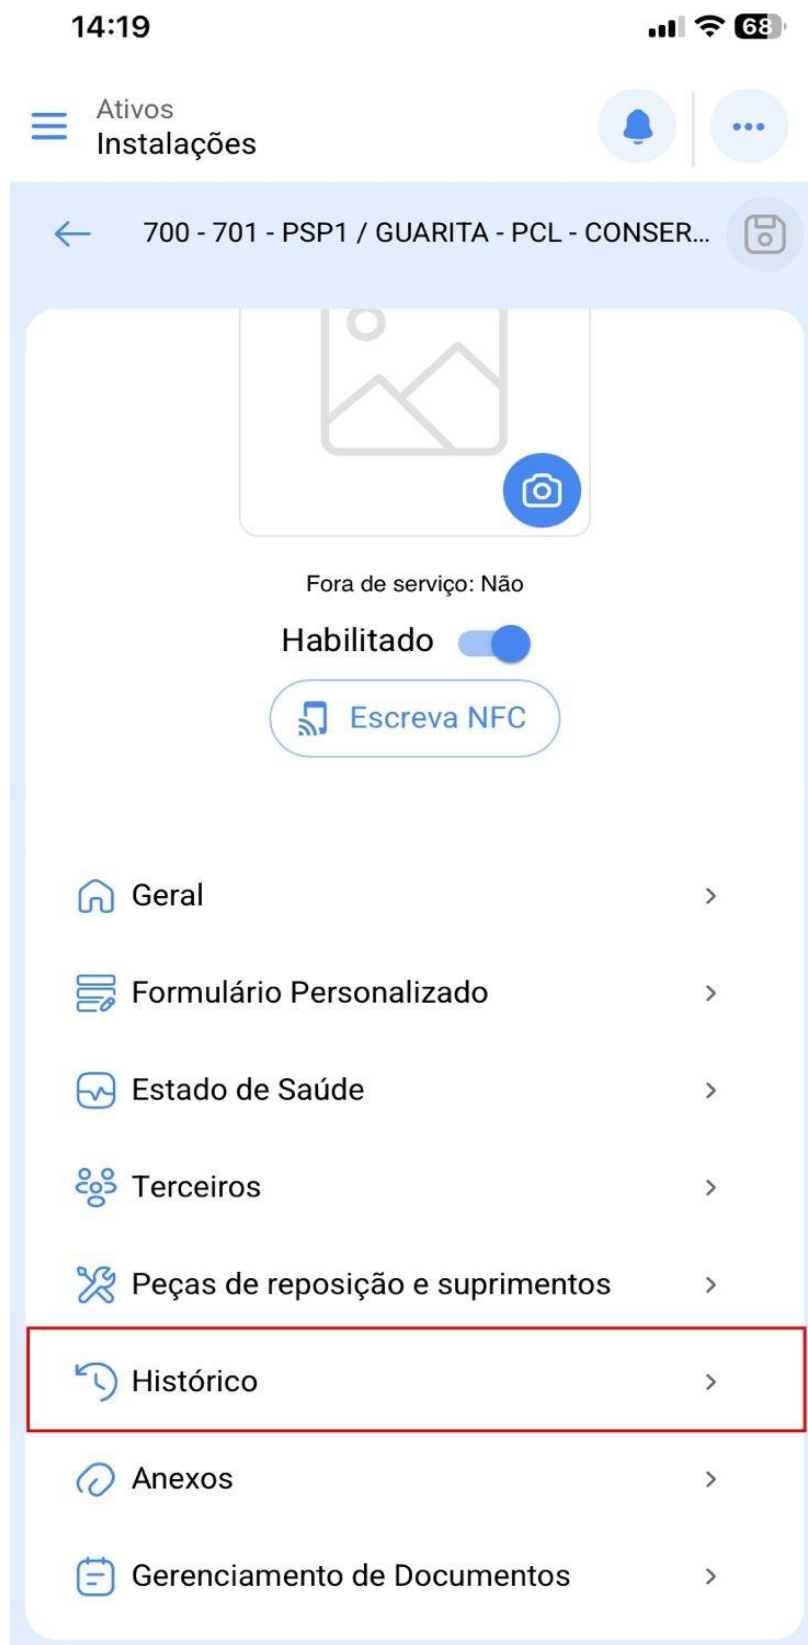 14:19
68
Ativos
Instalações
700 - 701 - PSP1 / GUARITA - PCL - CONSER...
Fora de serviço: Não
Habilitado
Escreva NFC
Geral
Formulário Personalizado
Estado de Saúde
Terceiros
Peças de reposição e suprimentos
Histórico
Anexos
Gerenciamento de Documentos